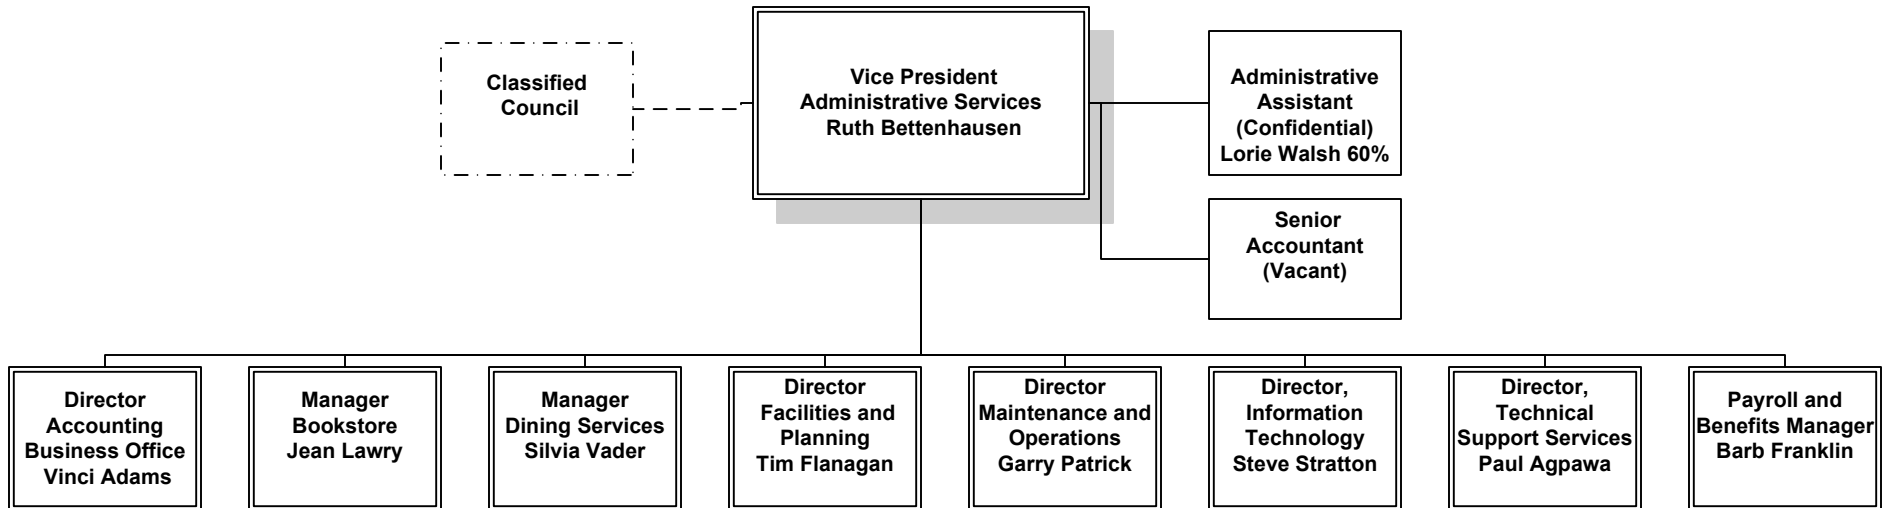 Classified
Council
Vice President
Administrative Services
Ruth Bettenhausen
Administrative
Assistant
(Confidential)
Lorie Walsh 60%
Senior
Accountant
(Vacant)
Director
Accounting
Business Office
Vinci Adams
Manager
Bookstore
Jean Lawry
Manager
Dining Services
Silvia Vader
Director
Facilities and
Planning
Tim Flanagan
Director
Maintenance and
Operations
Garry Patrick
Director,
Information
Technology
Steve Stratton
Director,
Technical
Support Services
Paul Agpawa
Payroll and
Benefits Manager
Barb Franklin